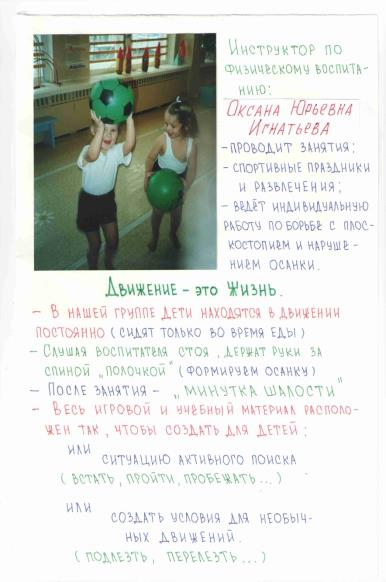 Инструктор по
физическому воспита-
нию:
Оксана Юрьевна
Игнатьева
- проводит занятия;
- спортивные праздники
и развлечения;
- ведёт индивидуальную
работу по борьбе с плос-
костопием и наруше-
нием осанки.
Движение - это жизнь.
- В нашей группе дети находятся в движении
постоянно (сидят только во время еды)
- Слушая воспитателя стоя, держат руки за
спиной „полочкой" (формируем осанку)
- После занятия - „минутка шалости"
- Весь игровой и учебный материал располо-
жен так, чтобы создать для детей:
или
ситуацию активного поиска
(встать, пройти, пробежать...)
или
создать условия для необыч-
ных движений.
(подлезть, перелезть...)